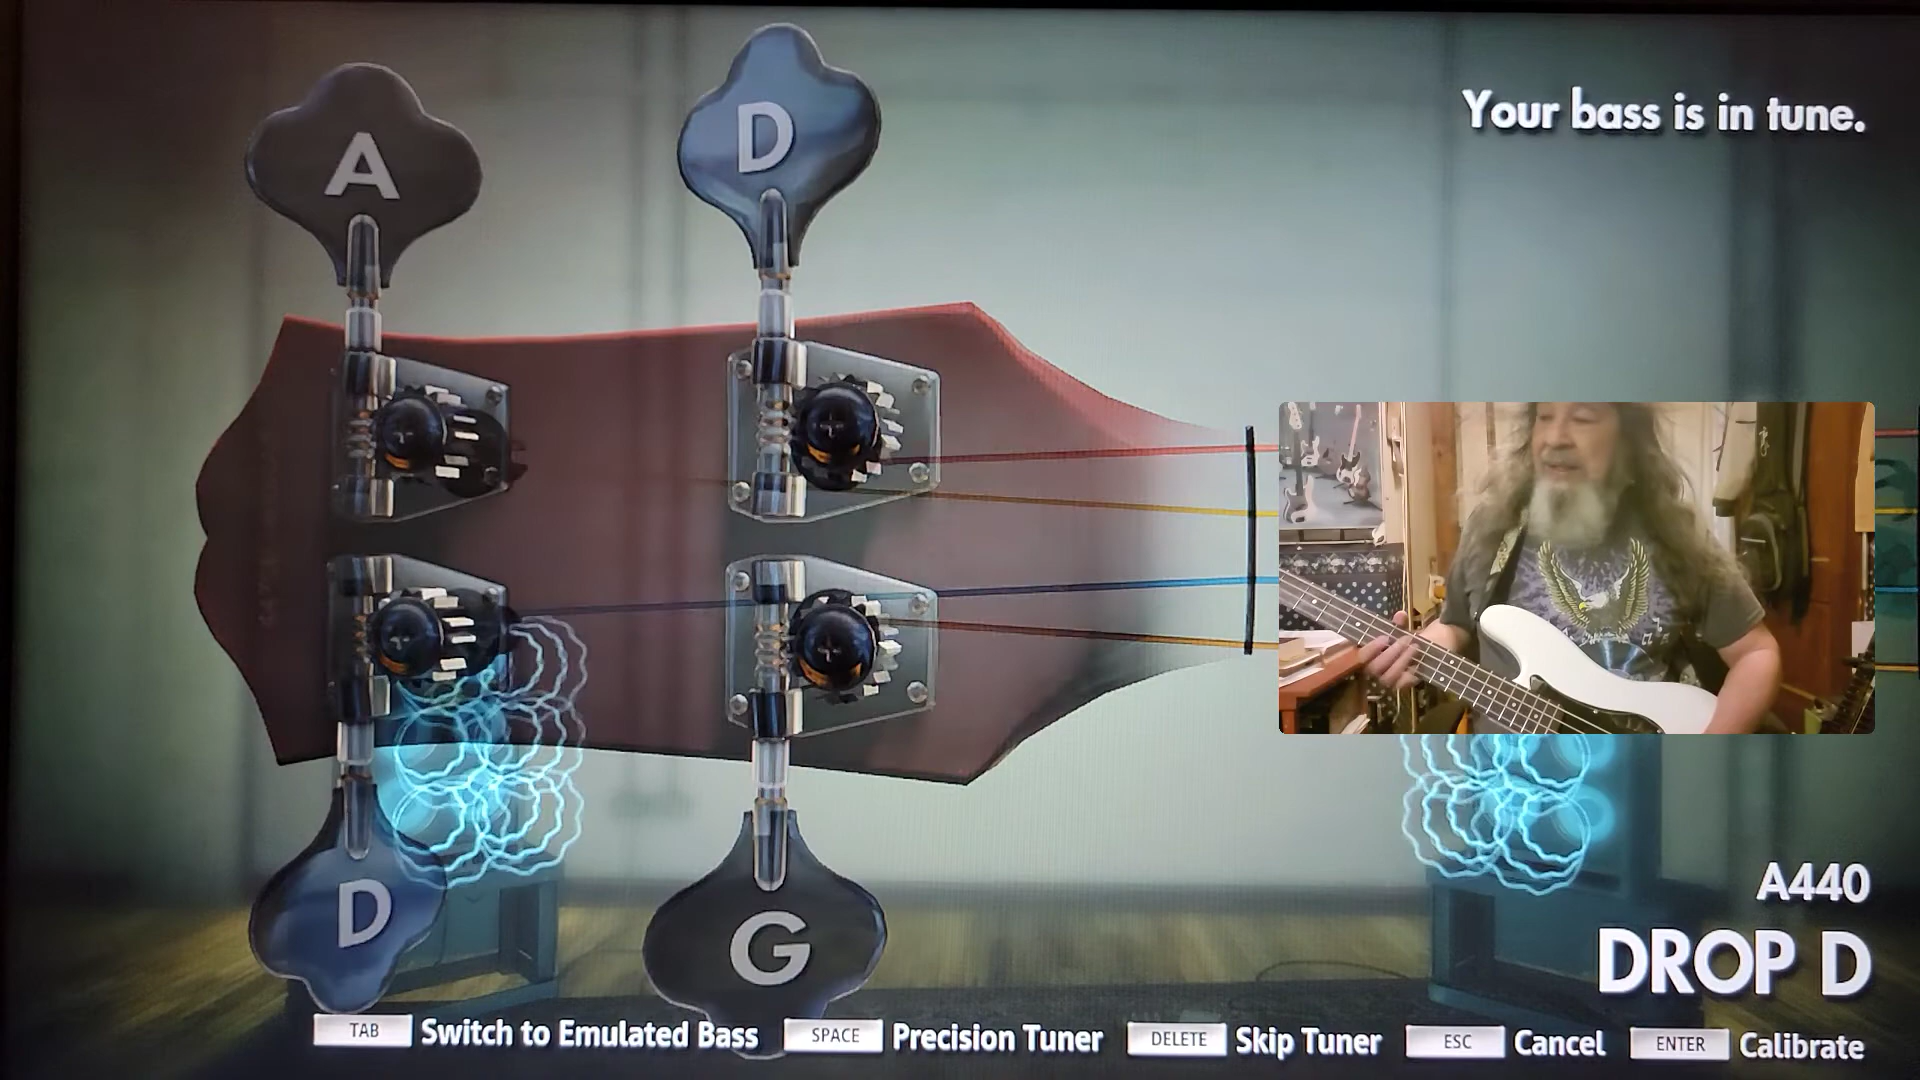 A
D
Your bass is in tune.
D
G
A440
DROP D
TAB Switch to Emulated Bass SPACE Precision Tuner DELETE Skip Tuner ESC Cancel ENTER Calibrate